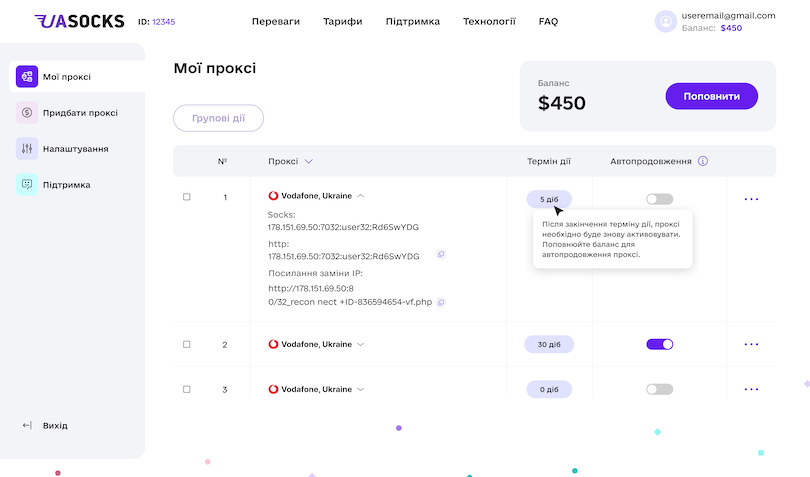 UASOCKS
ID: 12345
Переваги
Тарифи
Підтримка
Технології
FAQ
useremail@gmail.com
Баланс: $450
Мої проксі
Придбати проксі
Налаштування
Підтримка
Вихід
Мої проксі
Баланс
$450
Поповнити
Групові дії
№
Проксі
Термін дії
Автопродовження
1
Vodafone, Ukraine
5 діб
Socks:
178.151.69.50:7032:user32:Rd6SwYDG
http:
178.151.69.50:7032:user32:Rd6SwYDG
Посилання заміни IP:
http://178.151.69.50:8
0/32_recon nect +ID-836594654-vf.php
Після закінчення терміну дії, проксі
необхідно буде знову активовувати.
Поповнюйте баланс для
автопродовження проксі.
2
Vodafone, Ukraine
30 діб
3
Vodafone, Ukraine
0 діб